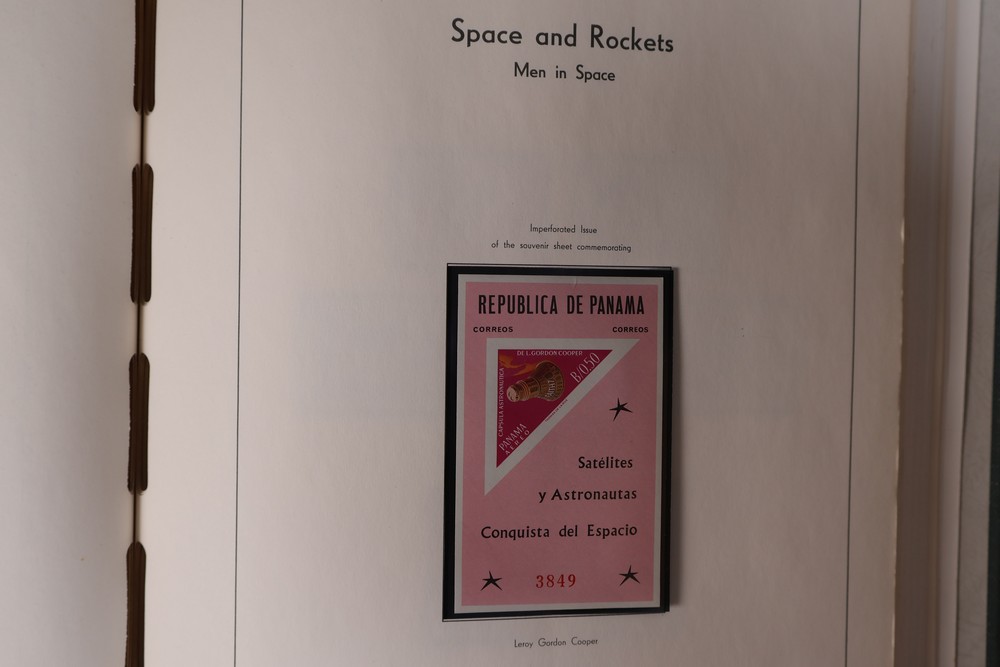 Space and Rockets
Men in Space
Imperforated Issue
of the souvenir sheet commemorating
REPUBLICA DE PANAMA
CORREOS CORREOS
DE L. GORDON COOPER
CAPSULA ASTRONAUTICA
B/.0.50
PANAMA
AEREO
Satélites
y Astronautas
Conquista del Espacio
3849
Leroy Gordon Cooper